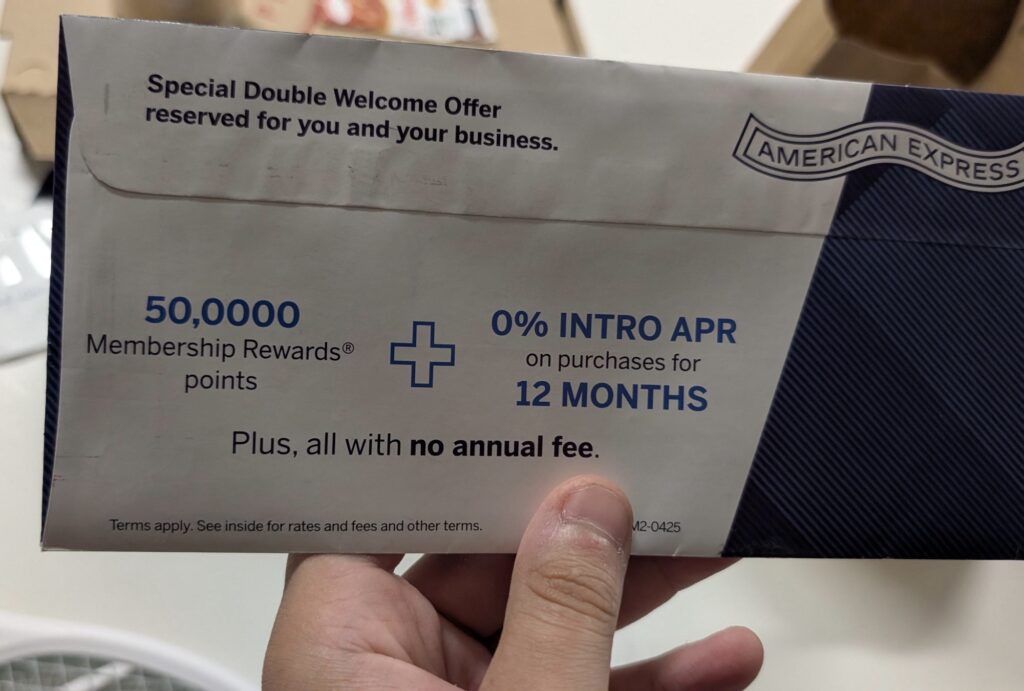 Special Double Welcome Offer
reserved for you and your business.
AMERICAN EXPRESS
50,0000
Membership Rewards®
points
0% INTRO APR
on purchases for
12 MONTHS
Plus, all with no annual fee.
Terms apply. See inside for rates and fees and other terms.
M2-0425